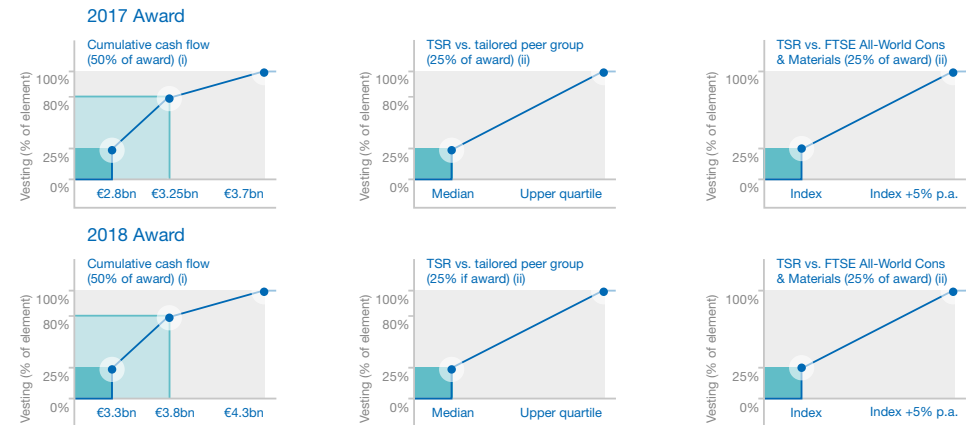 2017 Award
Cumulative cash flow
(50% of award) (i)
Vesting (% of element)
100%
80%
25%
0%
€2.8bn €3.25bn €3.7bn
TSR vs. tailored peer group
(25% of award) (ii)
Vesting (% of element)
100%
80%
25%
0%
Median Upper quartile
TSR vs. FTSE All-World Cons
& Materials (25% of award) (ii)
Vesting (% of element)
100%
25%
0%
Index Index +5% p.a.
2018 Award
Cumulative cash flow
(50% of award) (i)
Vesting (% of element)
100%
80%
25%
0%
€3.3bn €3.8bn €4.3bn
TSR vs. tailored peer group
(25% if award) (ii)
Vesting (% of element)
100%
80%
25%
0%
Median Upper quartile
TSR vs. FTSE All-World Cons
& Materials (25% of award) (ii)
Vesting (% of element)
100%
25%
0%
Index Index +5% p.a.